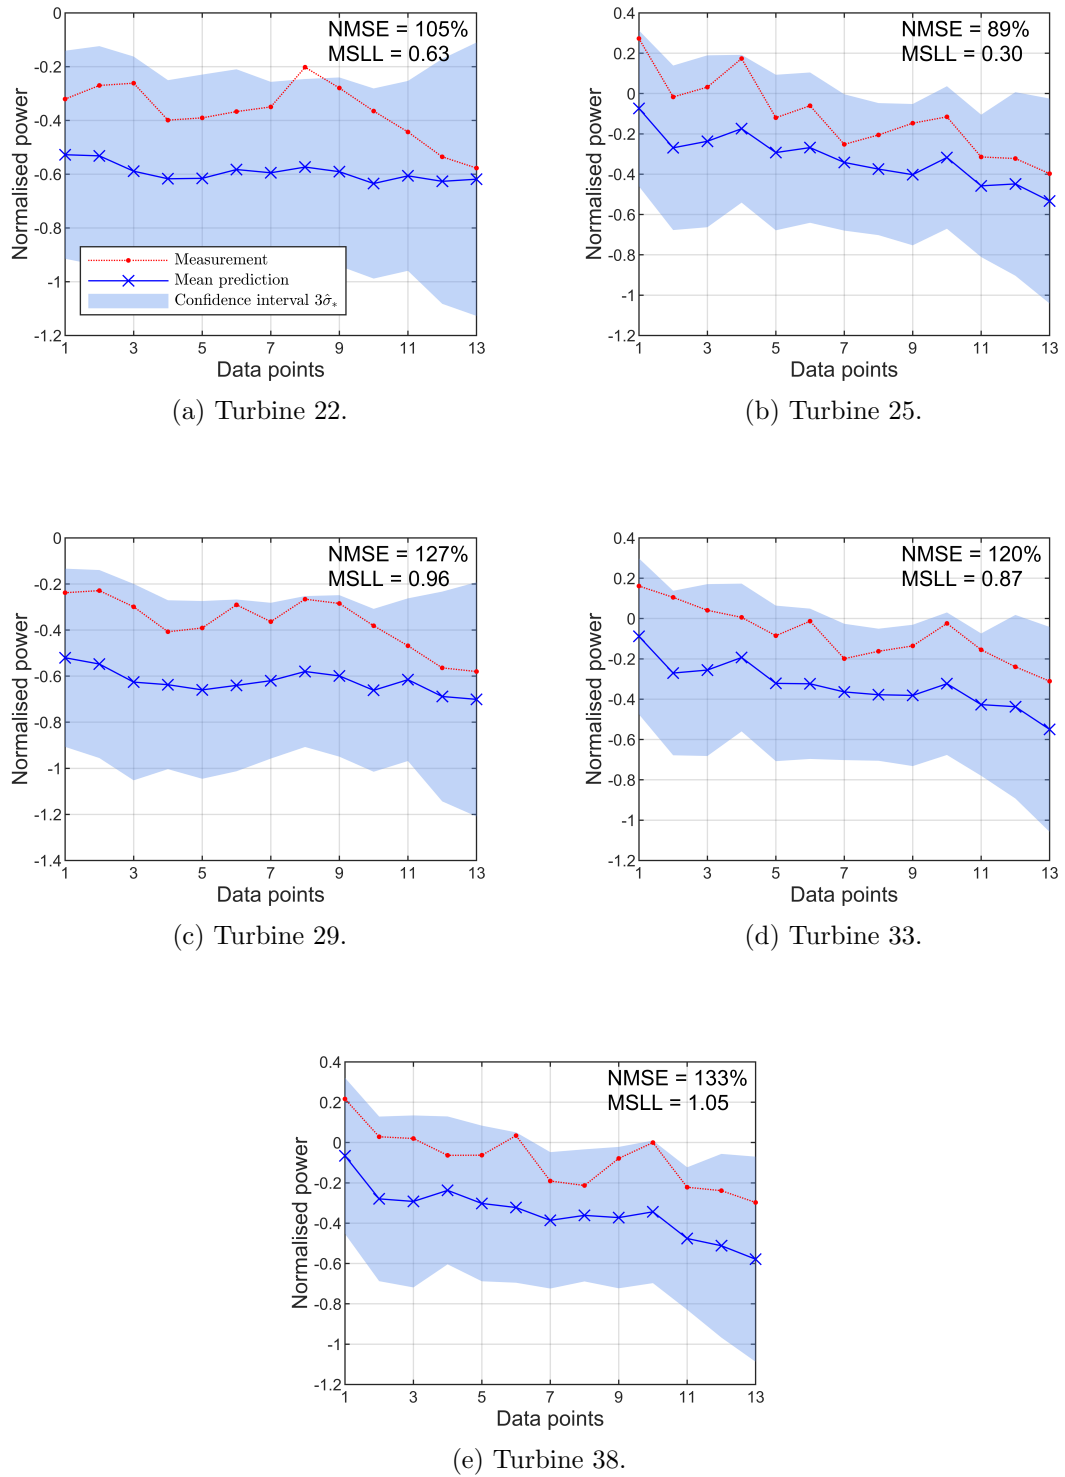 NMSE = 105%
MSLL = 0.63
0
-0.2
-0.4
-0.6
-0.8
-1
-1.2
Normalised power
Measurement
Mean prediction
Confidence interval 3σ̂*
1 3 5 7 9 11 13
Data points
(a) Turbine 22.
NMSE = 89%
MSLL = 0.30
0.4
0.2
0
-0.2
-0.4
-0.6
-0.8
-1
-1.2
Normalised power
1 3 5 7 9 11 13
Data points
(b) Turbine 25.
NMSE = 127%
MSLL = 0.96
0
-0.2
-0.4
-0.6
-0.8
-1
-1.2
-1.4
Normalised power
1 3 5 7 9 11 13
Data points
(c) Turbine 29.
NMSE = 120%
MSLL = 0.87
0.4
0.2
0
-0.2
-0.4
-0.6
-0.8
-1
-1.2
Normalised power
1 3 5 7 9 11 13
Data points
(d) Turbine 33.
NMSE = 133%
MSLL = 1.05
0.4
0.2
0
-0.2
-0.4
-0.6
-0.8
-1
-1.2
Normalised power
1 3 5 7 9 11 13
Data points
(e) Turbine 38.